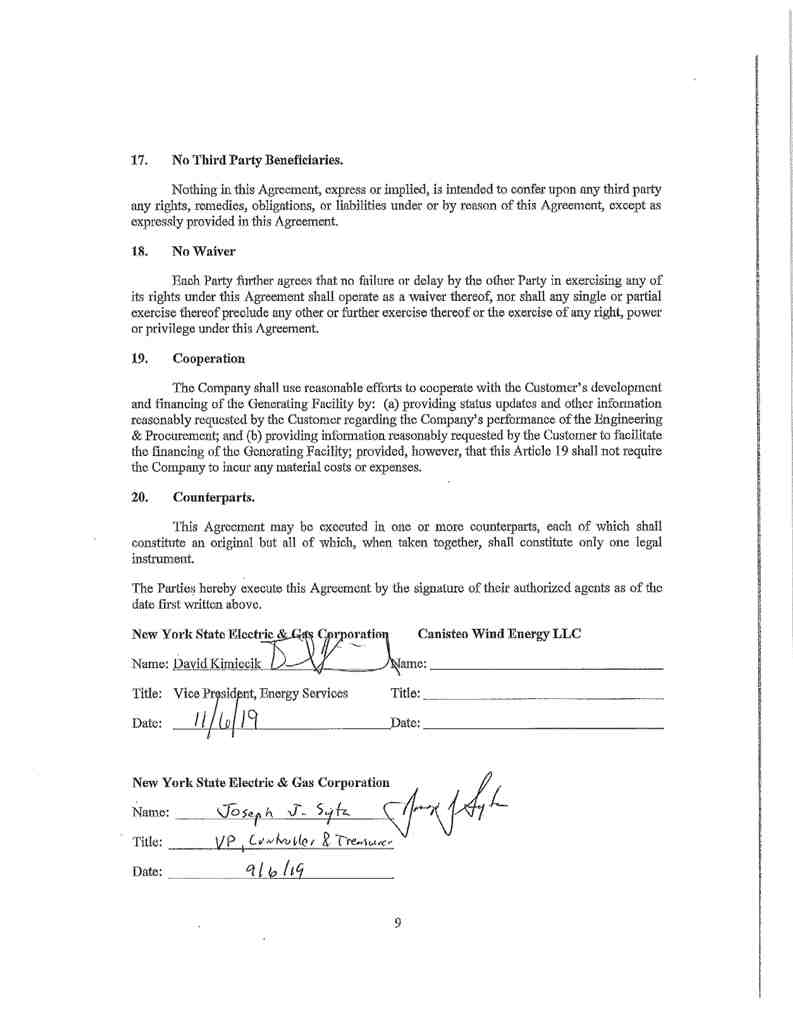 17. No Third Party Beneficiaries.
Nothing in this Agreement, express or implied, is intended to confer upon any third party
any rights, remedies, obligations, or liabilities under or by reason of this Agreement, except as
expressly provided in this Agreement.
18. No Waiver
Each Party further agrees that no failure or delay by the other Party in exercising any of
its rights under this Agreement shall operate as a waiver thereof, nor shall any single or partial
exercise thereof preclude any other or further exercise thereof or the exercise of any right, power
or privilege under this Agreement.
19. Cooperation
The Company shall use reasonable efforts to cooperate with the Customer's development
and financing of the Generating Facility by: (a) providing status updates and other information
reasonably requested by the Customer regarding the Company's performance of the Engineering
& Procurement; and (b) providing information reasonably requested by the Customer to facilitate
the financing of the Generating Facility; provided, however, that this Article 19 shall not require
the Company to incur any material costs or expenses.
20. Counterparts.
This Agreement may be executed in one or more counterparts, each of which shall
constitute an original but all of which, when taken together, shall constitute only one legal
instrument.
The Parties hereby execute this Agreement by the signature of their authorized agents as of the
date first written above.
New York State Electric & Gas Corporation Canisteo Wind Energy LLC
Name: David Kimiecik Name:
Title: Vice President, Energy Services Title:
Date: 11/6/19 Date:
New York State Electric & Gas Corporation
Name: Joseph J. Sytz
Title: VP, Controller & Treasurer
Date: 9/6/19
9